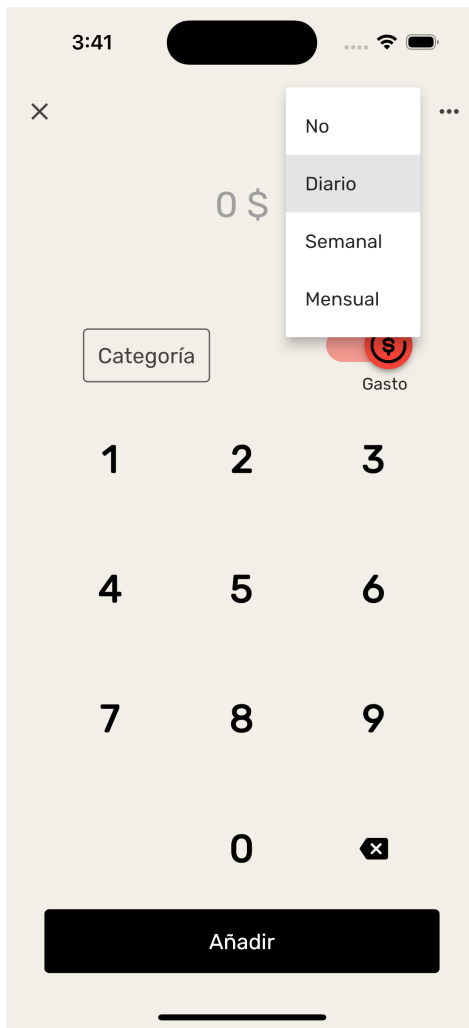 3:41
No
Diario
Semanal
Mensual
0 $
Categoría
$
Gasto
1 2 3
4 5 6
7 8 9
0
Añadir